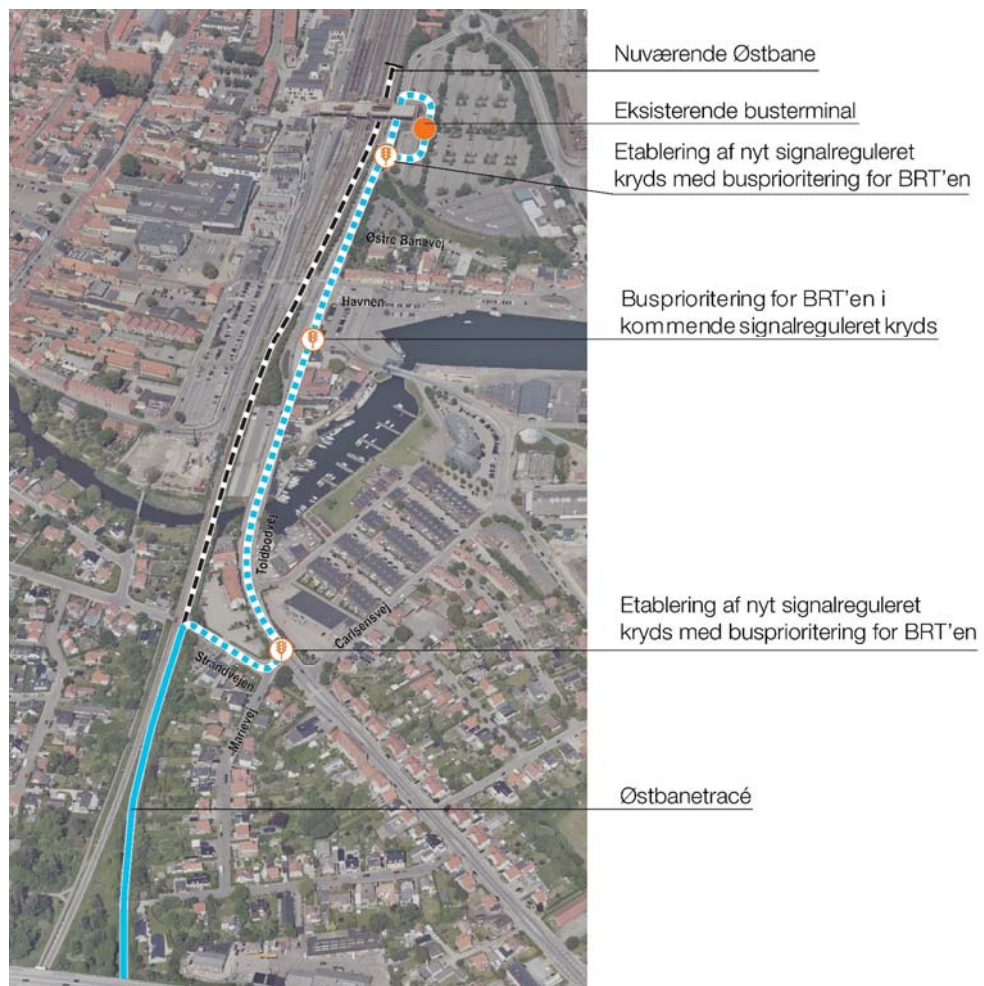 Nuværende Østbane
Eksisterende busterminal
Etablering af nyt signalreguleret
kryds med busprioritering for BRT'en
Østre Banevej
Havnen
Busprioritering for BRT'en i
kommende signalreguleret kryds
Toldbodvej
Etablering af nyt signalreguleret
kryds med busprioritering for BRT'en
Carlsensvej
Strandvejen
Marievej
Østbanetracé